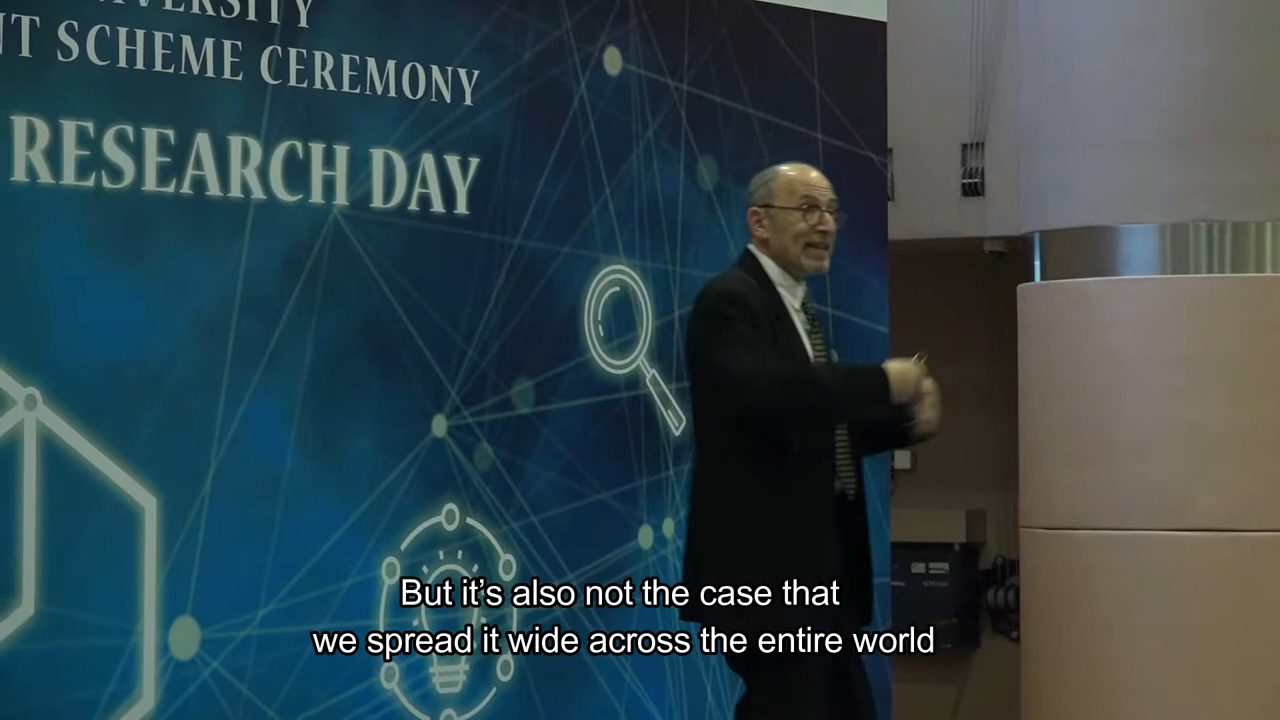 SCHEME CEREMONY
RESEARCH DAY
But it's also not the case that
we spread it wide across the entire world